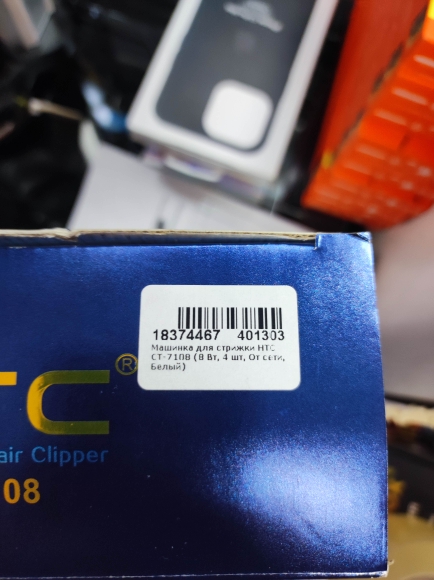 18374467 401303
Машинка для стрижки HTC
CT-7108 (8 Вт, 4 шт, От сети,
Белый)
TC®
air Clipper
08